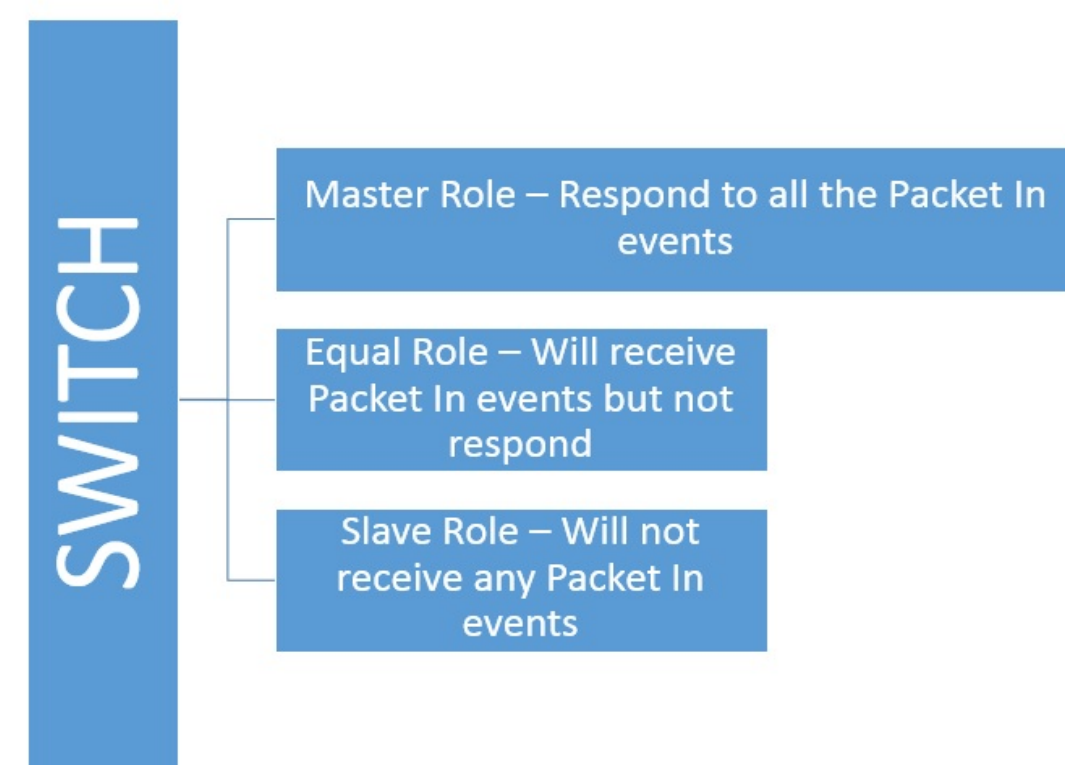 SWITCH
Master Role – Respond to all the Packet In
events
Equal Role – Will receive
Packet In events but not
respond
Slave Role – Will not
receive any Packet In
events